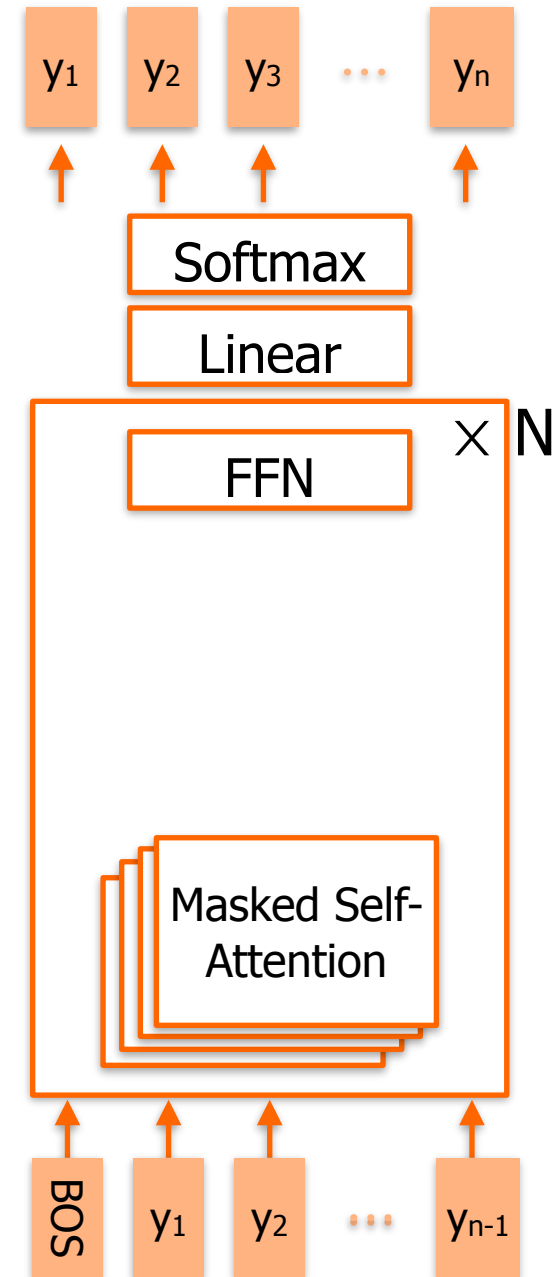 y₁ y₂ y₃ ... yₙ
Softmax
Linear
× N
FFN
Masked Self-
Attention
BOS y₁ y₂ ... yₙ₋₁